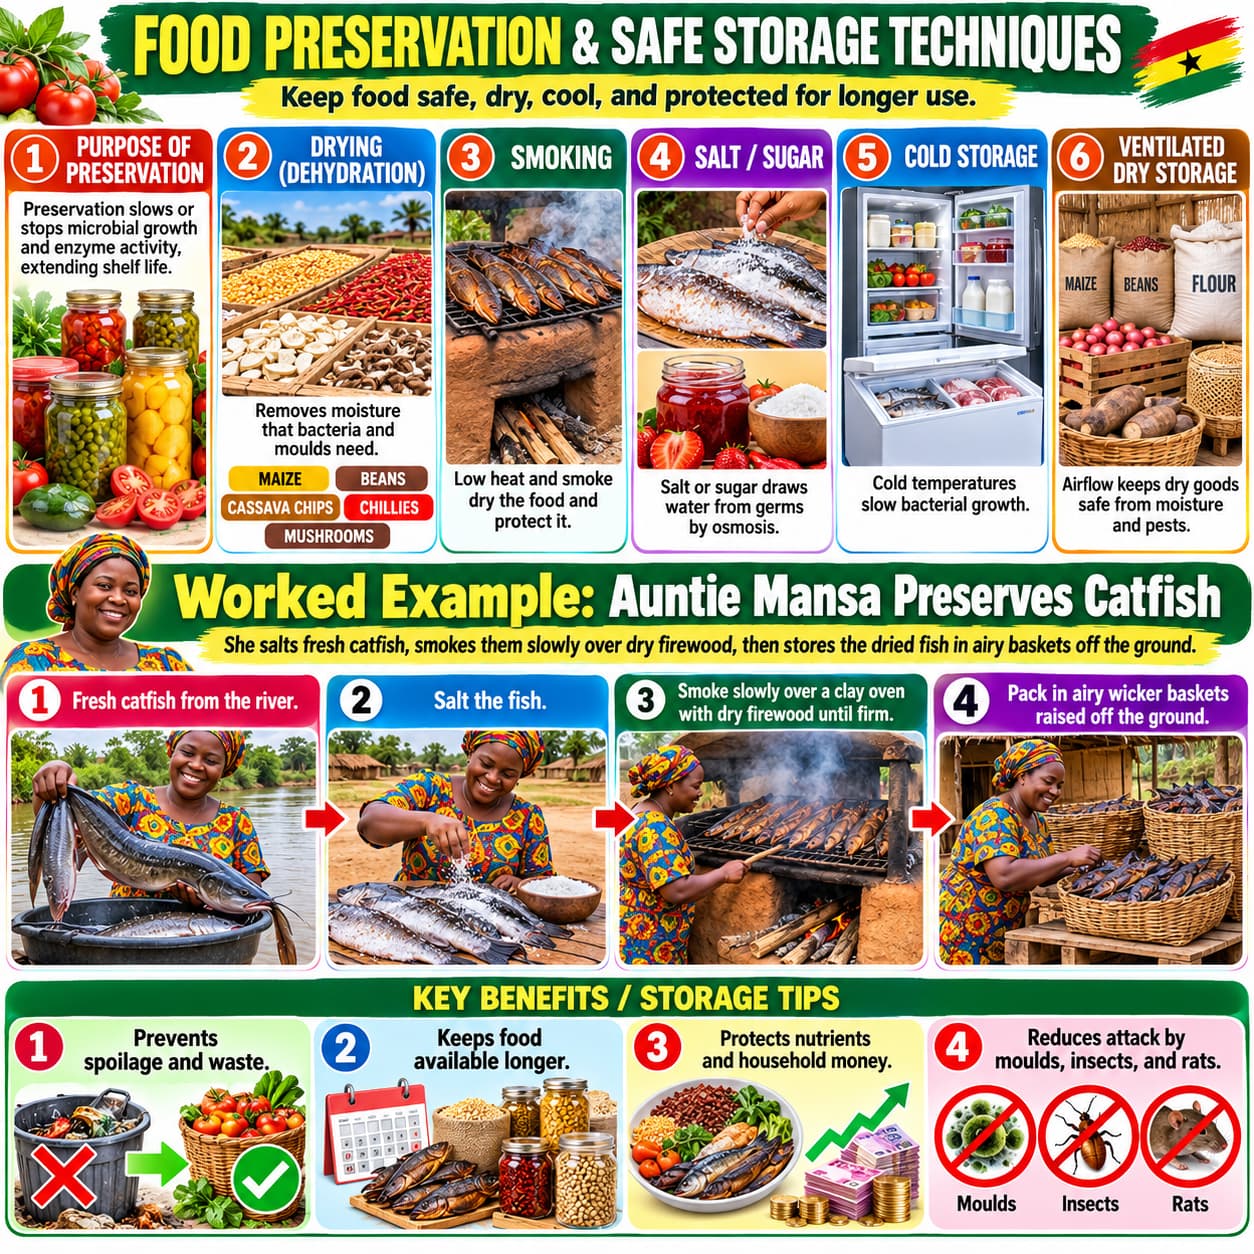 FOOD PRESERVATION & SAFE STORAGE TECHNIQUES
Keep food safe, dry, cool, and protected for longer use.
1 PURPOSE OF
PRESERVATION
Preservation slows or
stops microbial growth
and enzyme activity,
extending shelf life.
2 DRYING
(DEHYDRATION)
Removes moisture
that bacteria and
moulds need.
MAIZE
BEANS
CASSAVA CHIPS
CHILLIES
MUSHROOMS
3 SMOKING
Low heat and smoke
dry the food and
protect it.
4 SALT / SUGAR
Salt or sugar draws
water from germs
by osmosis.
5 COLD STORAGE
Cold temperatures
slow bacterial growth.
6 VENTILATED
DRY STORAGE
MAIZE
BEANS
FLOUR
Airflow keeps dry goods
safe from moisture
and pests.
Worked Example: Auntie Mansa Preserves Catfish
She salts fresh catfish, smokes them slowly over dry firewood, then stores the dried fish in airy baskets off the ground.
1 Fresh catfish from the river.
2 Salt the fish.
3 Smoke slowly over a clay oven
with dry firewood until firm.
4 Pack in airy wicker baskets
raised off the ground.
KEY BENEFITS / STORAGE TIPS
1 Prevents
spoilage and waste.
2 Keeps food
available longer.
3 Protects nutrients
and household money.
4 Reduces attack by
moulds, insects, and rats.
Moulds
Insects
Rats